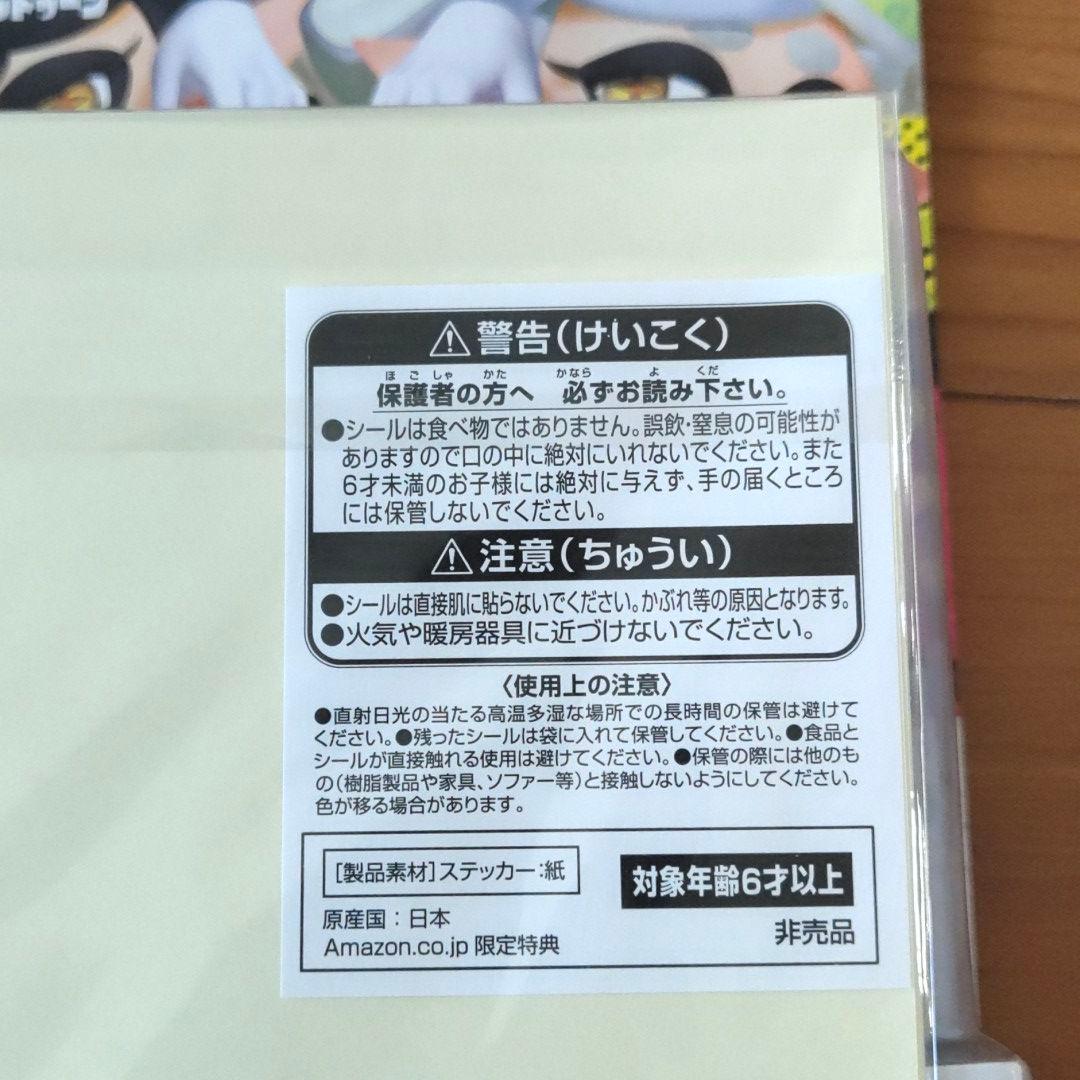 トゥーン
⚠警告(けいこく)
ほごしゃ かた かなら よ くだ
保護者の方へ 必ずお読み下さい。
●シールは食べ物ではありません。誤飲・窒息の可能性が
ありますので口の中に絶対にいれないでください。また
6才未満のお子様には絶対に与えず、手の届くところ
には保管しないでください。
⚠注意(ちゅうい)
●シールは直接肌に貼らないでください。かぶれ等の原因となります。
●火気や暖房器具に近づけないでください。
〈使用上の注意〉
●直射日光の当たる高温多湿な場所での長時間の保管は避けて
ください。●残ったシールは袋に入れて保管してください。●食品と
シールが直接触れる使用は避けてください。●保管の際には他のも
の(樹脂製品や家具、ソファー等)と接触しないようにしてください。
色が移る場合があります。
[製品素材]ステッカー:紙
対象年齢6才以上
原産国:日本
Amazon.co.jp 限定特典
非売品